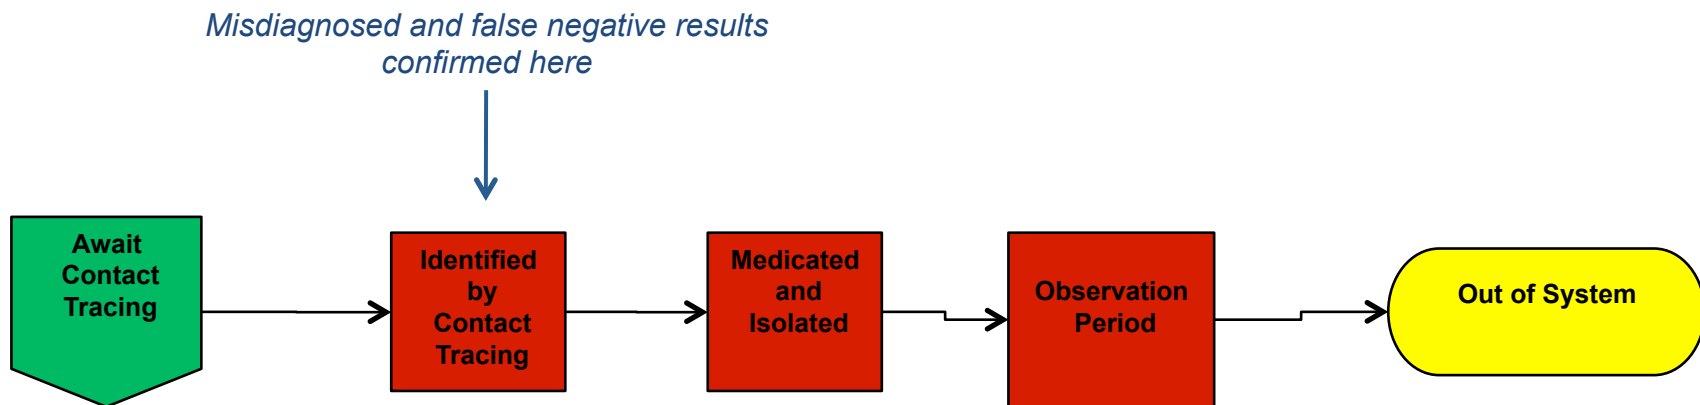 Misdiagnosed and false negative results
confirmed here
Await
Contact
Tracing
Identified
by
Contact
Tracing
Medicated
and
Isolated
Observation
Period
Out of System